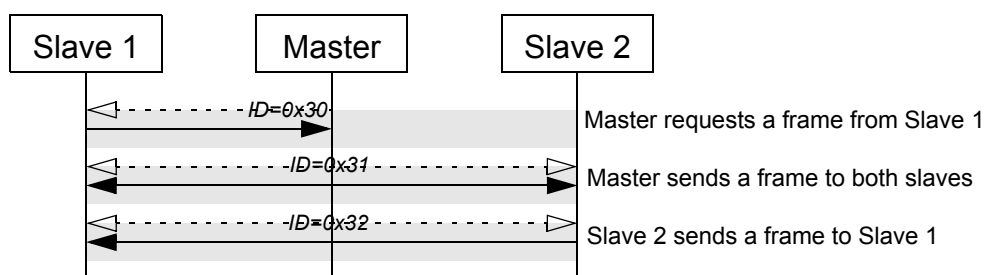 Slave 1
Master
Slave 2
ID=0x30
Master requests a frame from Slave 1
ID=0x31
Master sends a frame to both slaves
ID=0x32
Slave 2 sends a frame to Slave 1